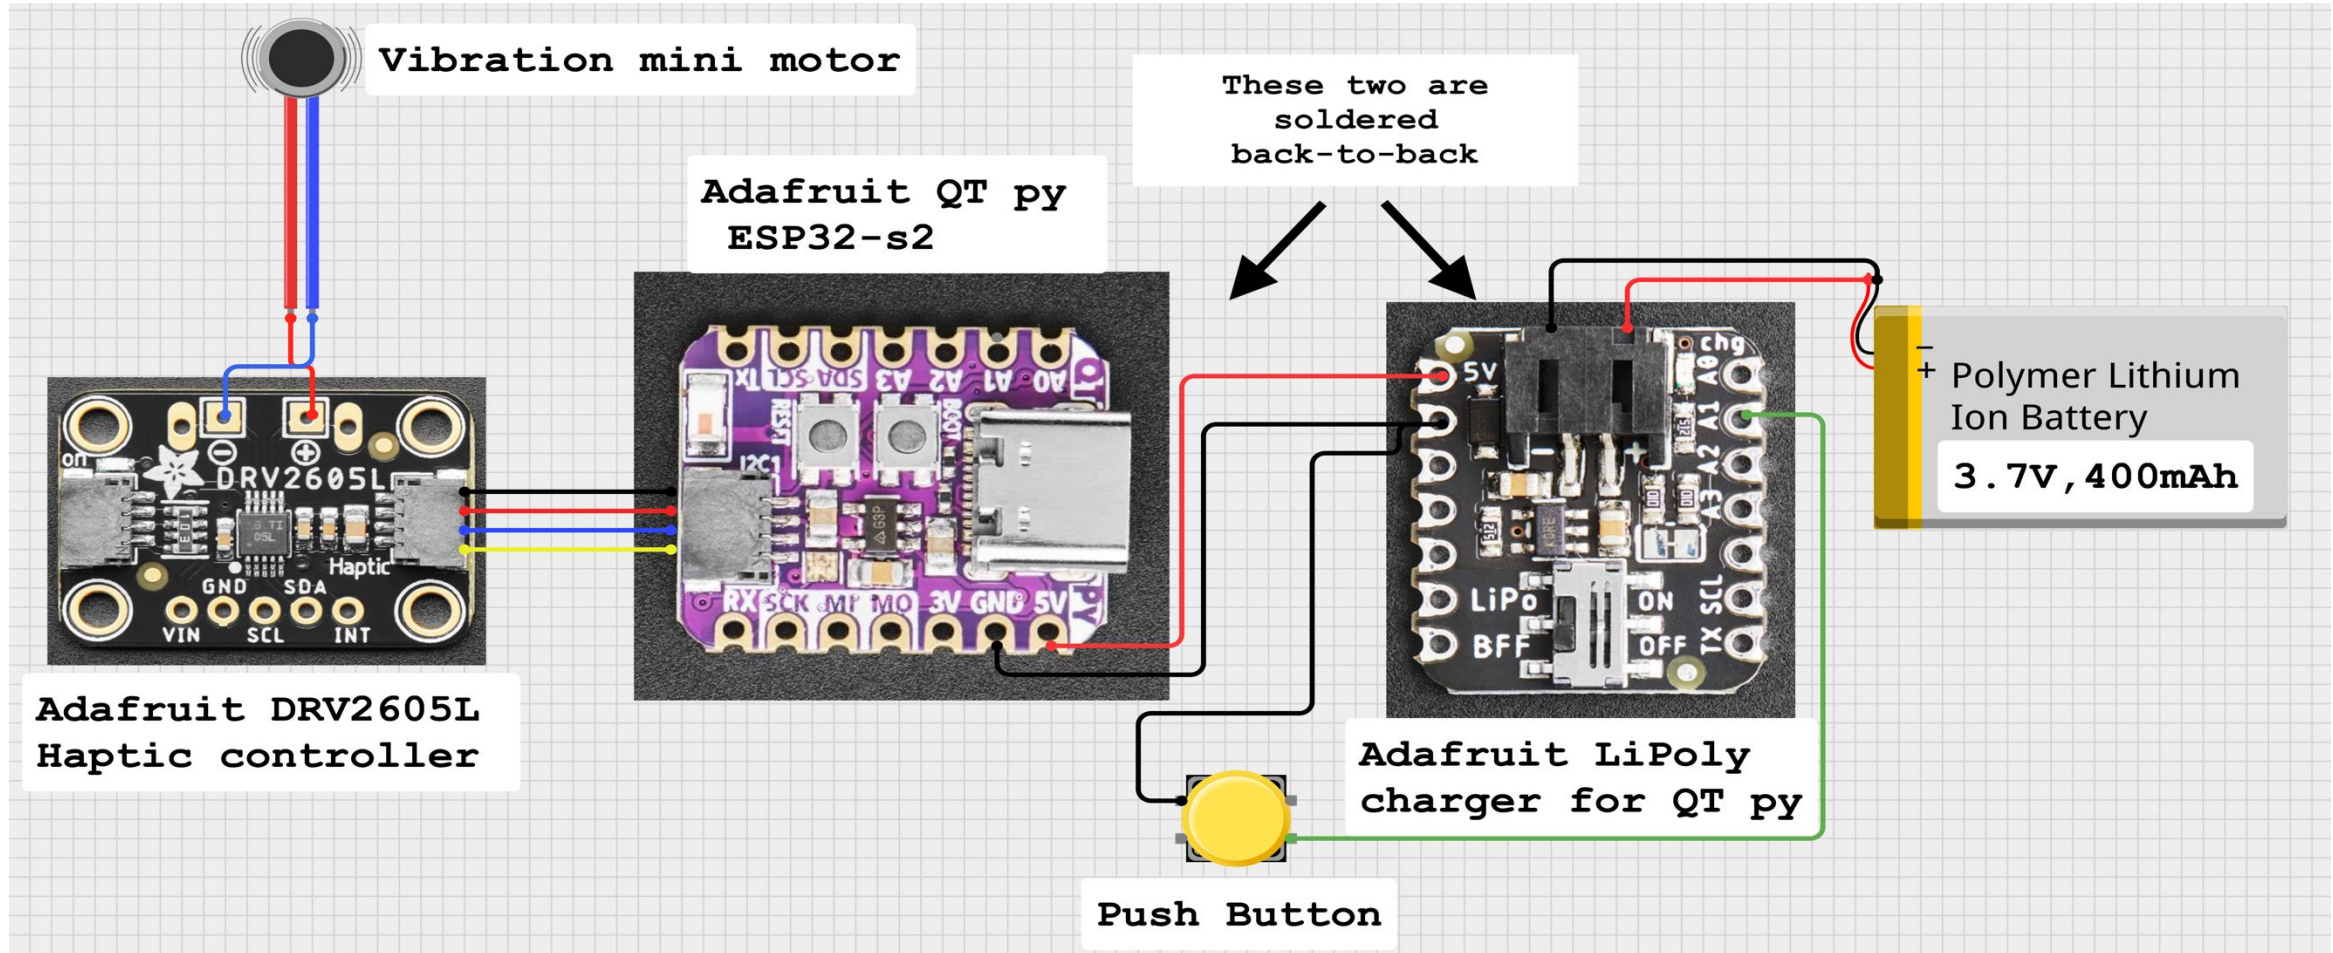 Vibration mini motor
These two are
soldered
back-to-back
Adafruit QT py
ESP32-s2
TX SCL SDA A3 A2 A1 A0
RESET
BOOT
I2C1
G3P
RX SCK MI MO 3V GND 5V
QT
Py
on
DRV2605L
Haptic
GND SDA
VIN SCL INT
Adafruit DRV2605L
Haptic controller
chg
5V
A0
A1
A2
A3
SCL
TX
- +
LiPo ON
BFF OFF
−
+
Polymer Lithium
Ion Battery
3.7V,400mAh
Adafruit LiPoly
charger for QT py
Push Button